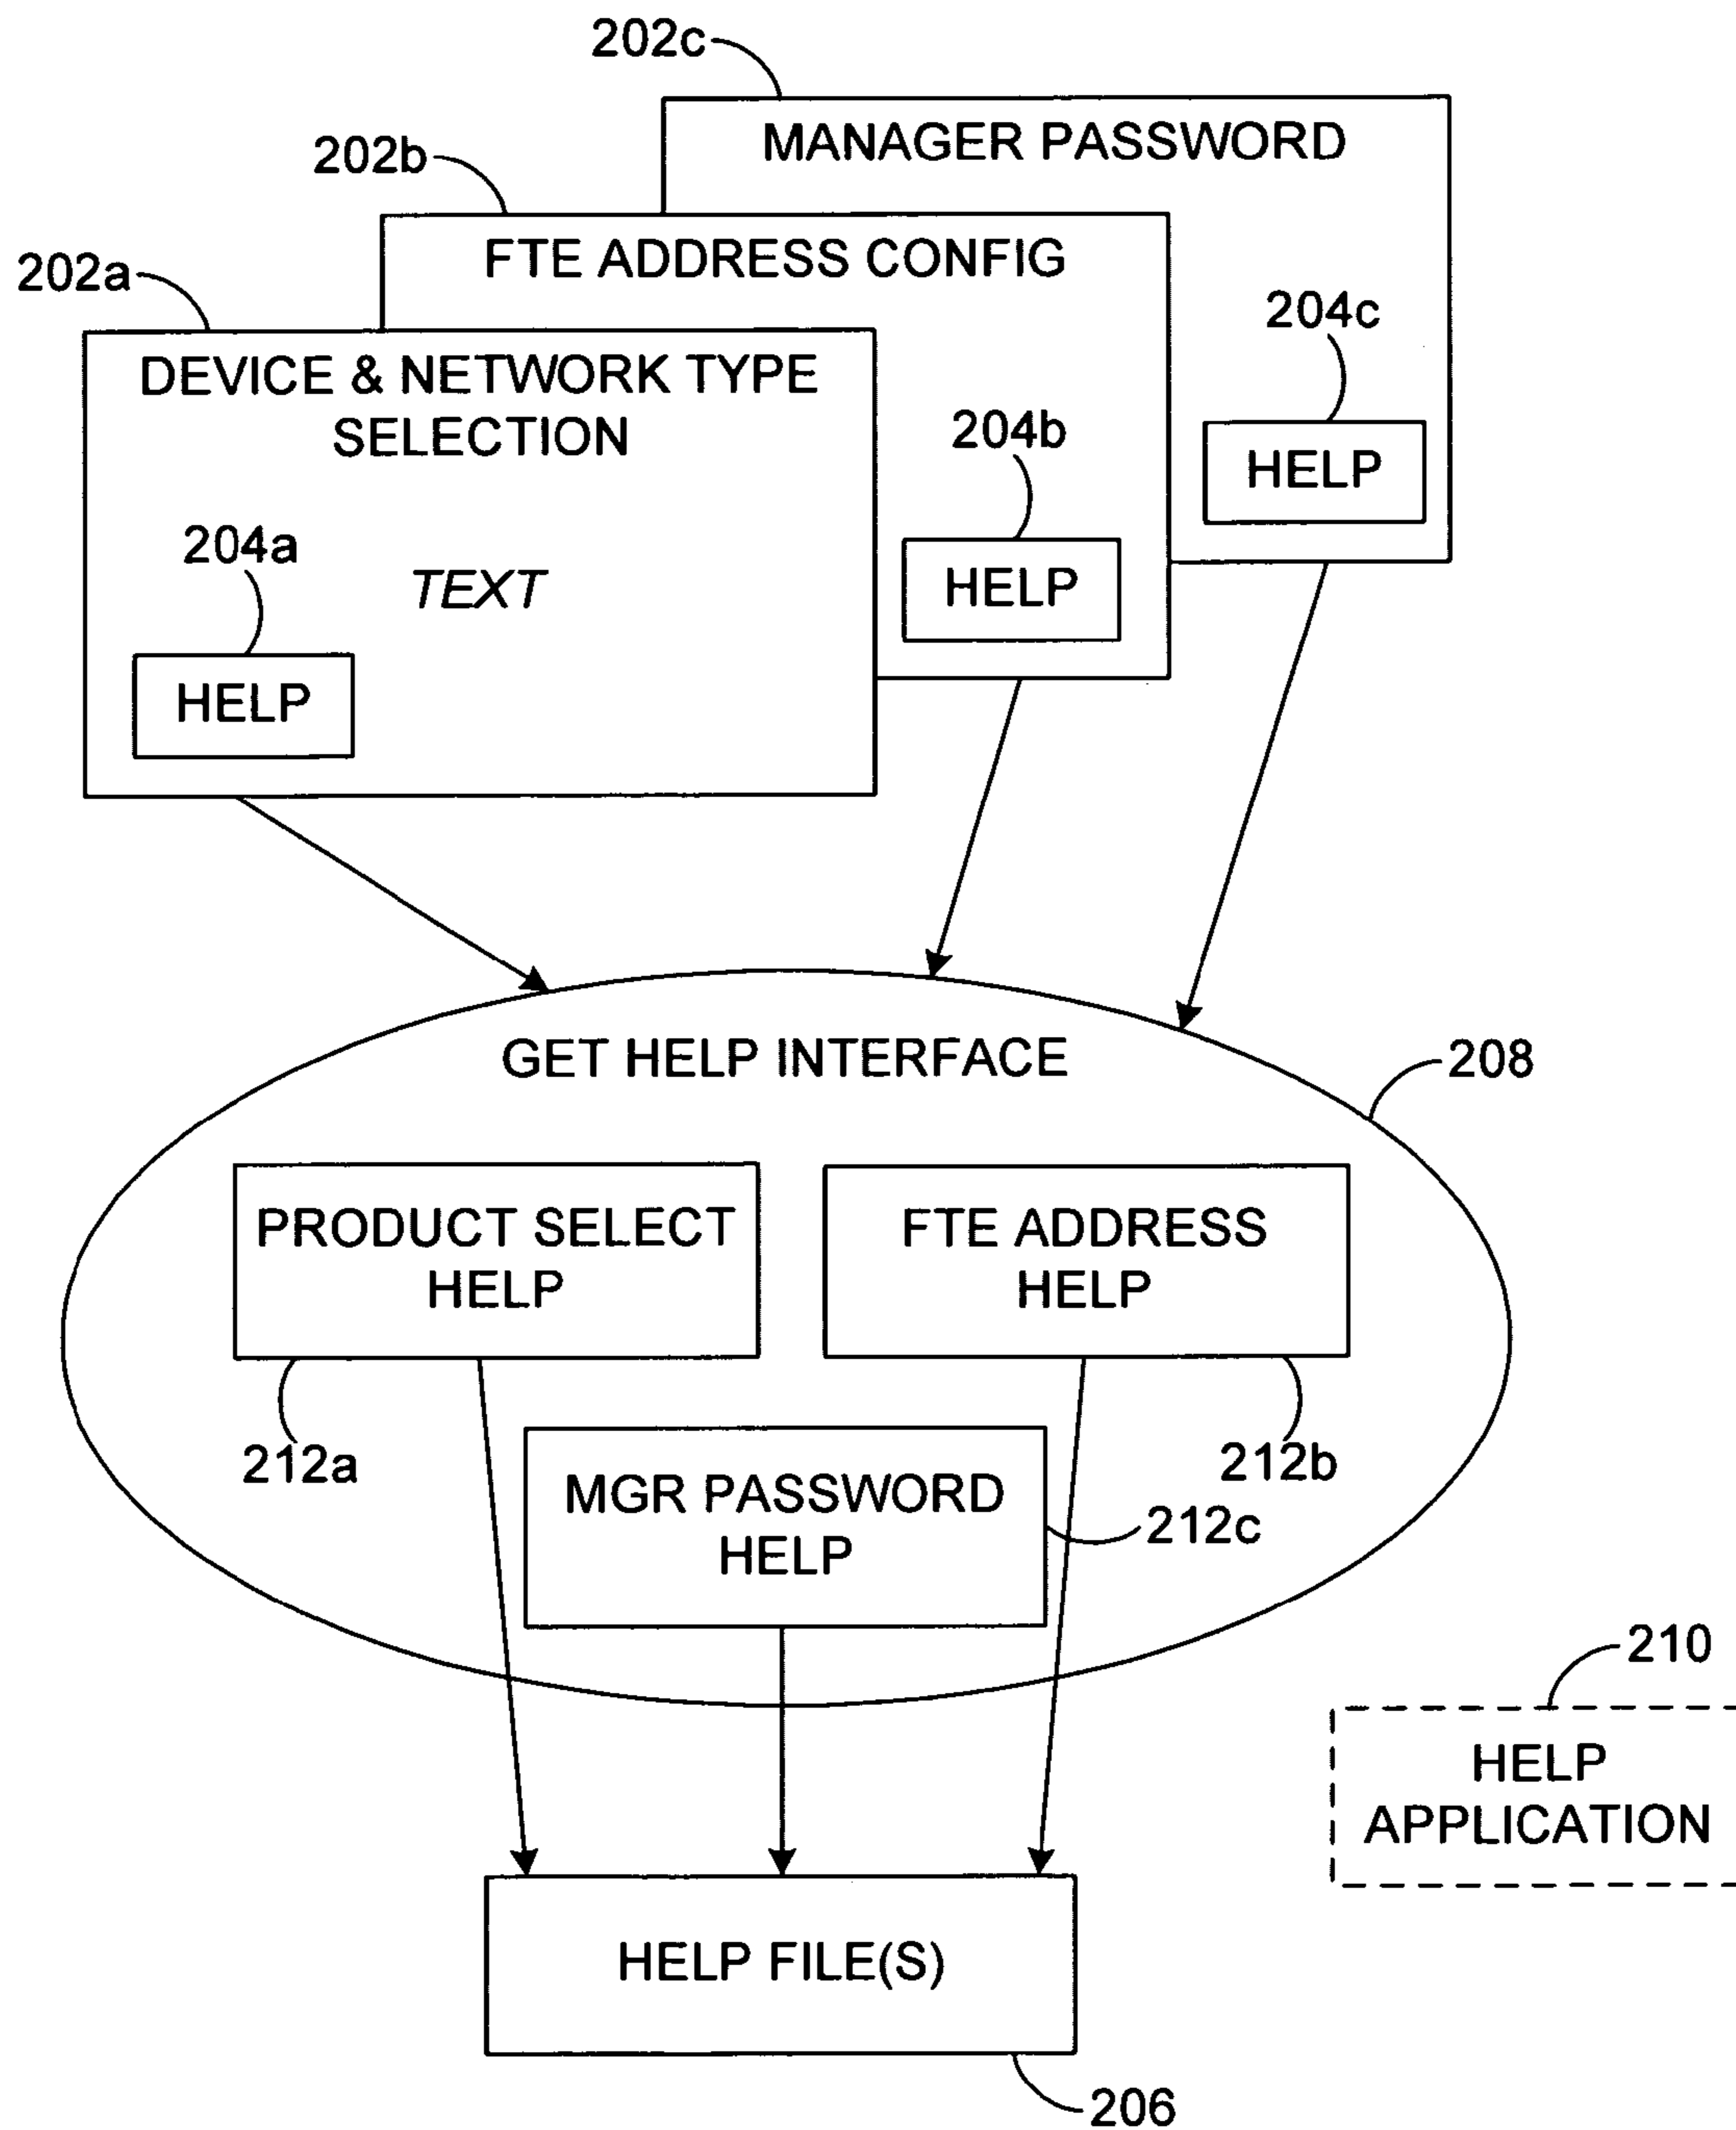 202c
MANAGER PASSWORD
202b
FTE ADDRESS CONFIG
202a
204c
DEVICE & NETWORK TYPE
SELECTION
204b
HELP
204a
TEXT
HELP
HELP
GET HELP INTERFACE
208
PRODUCT SELECT
HELP
FTE ADDRESS
HELP
212a
212b
MGR PASSWORD
HELP
212c
210
HELP
APPLICATION
HELP FILE(S)
206